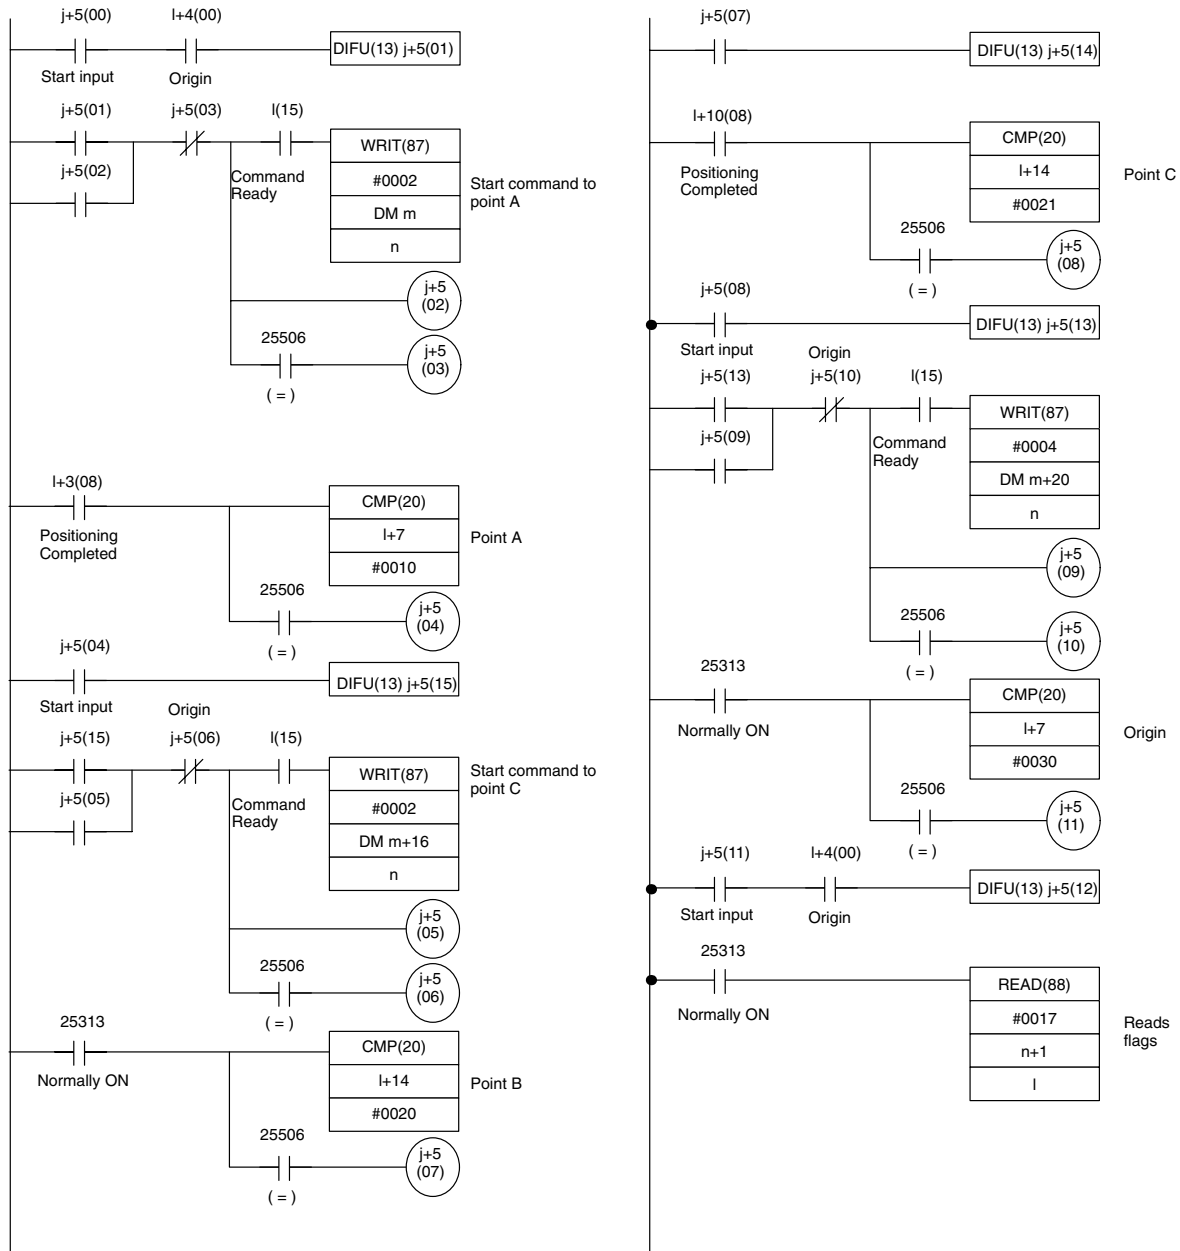 j+5(00) l+4(00)
DIFU(13) j+5(01)
Start input Origin
j+5(01) j+5(03) l(15)
WRIT(87)
j+5(02)
Command
Ready
#0002
DM m
n
Start command to
point A
j+5
(02)
25506
j+5
(03)
( = )
l+3(08)
CMP(20)
Positioning
Completed
l+7
#0010
Point A
25506
j+5
(04)
( = )
j+5(04)
DIFU(13) j+5(15)
Start input Origin
j+5(15) j+5(06) l(15)
WRIT(87)
Start command to
point C
j+5(05)
Command
Ready
#0002
DM m+16
n
j+5
(05)
25506
j+5
(06)
( = )
25313
CMP(20)
Normally ON
l+14
Point B
#0020
25506
j+5
(07)
( = )
j+5(07)
DIFU(13) j+5(14)
l+10(08)
CMP(20)
Positioning
Completed
l+14
Point C
#0021
25506
j+5
(08)
( = )
j+5(08)
DIFU(13) j+5(13)
Start input Origin
j+5(13) j+5(10) l(15)
WRIT(87)
j+5(09)
Command
Ready
#0004
DM m+20
n
j+5
(09)
25506
j+5
(10)
( = )
25313
CMP(20)
Normally ON
l+7
Origin
#0030
25506
j+5
(11)
( = )
j+5(11) l+4(00)
DIFU(13) j+5(12)
Start input Origin
25313
READ(88)
Normally ON
#0017
Reads
flags
n+1
l